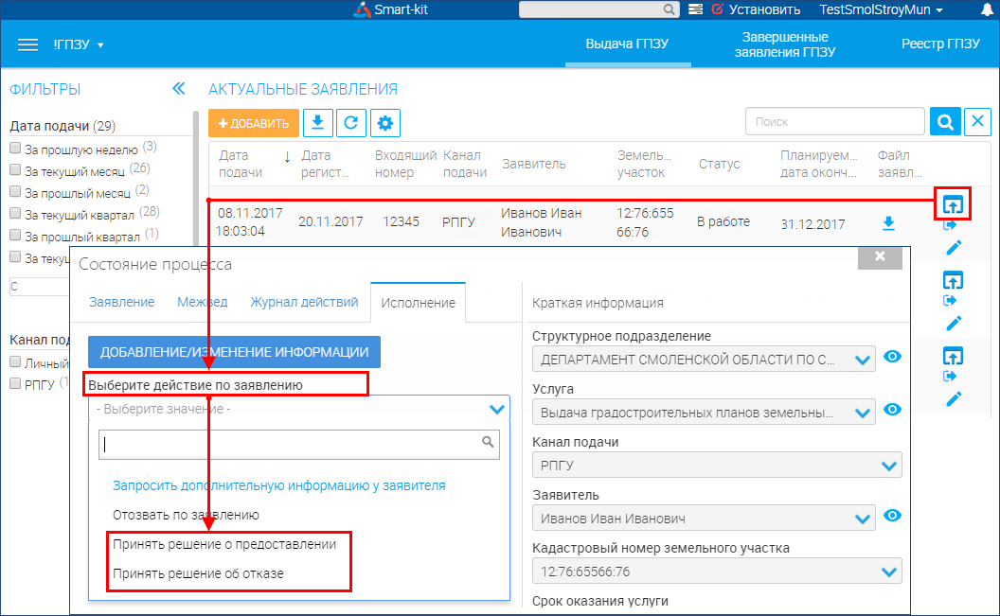 Smart-kit
Установить
TestSmolStroyMun
!ГПЗУ
Выдача ГПЗУ
Завершенные
заявления ГПЗУ
Реестр ГПЗУ
ФИЛЬТРЫ
АКТУАЛЬНЫЕ ЗАЯВЛЕНИЯ
Дата подачи (29)
За прошлую неделю (3)
За текущий месяц (26)
За прошлый месяц (2)
За текущий квартал (28)
За прошлый квартал (1)
За текущ
С
Канал под
Личный
РПГУ (1
+ ДОБАВИТЬ
Поиск
Дата
подачи
Дата
регист...
Входящий
номер
Канал
подачи
Заявитель
Земель...
участок
Статус
Планируем...
дата оконч...
Файл
заявл...
08.11.2017
18:03:04
20.11.2017
12345
РПГУ
Иванов Иван
Иванович
12:76:655
66:76
В работе
31.12.2017
Состояние процесса
Заявление
Межвед
Журнал действий
Исполнение
ДОБАВЛЕНИЕ/ИЗМЕНЕНИЕ ИНФОРМАЦИИ
Выберите действие по заявлению
- Выберите значение -
Запросить дополнительную информацию у заявителя
Отозвать по заявлению
Принять решение о предоставлении
Принять решение об отказе
Краткая информация
Структурное подразделение
ДЕПАРТАМЕНТ СМОЛЕНСКОЙ ОБЛАСТИ ПО С...
Услуга
Выдача градостроительных планов земельны...
Канал подачи
РПГУ
Заявитель
Иванов Иван Иванович
Кадастровый номер земельного участка
12:76:65566:76
Срок оказания услуги